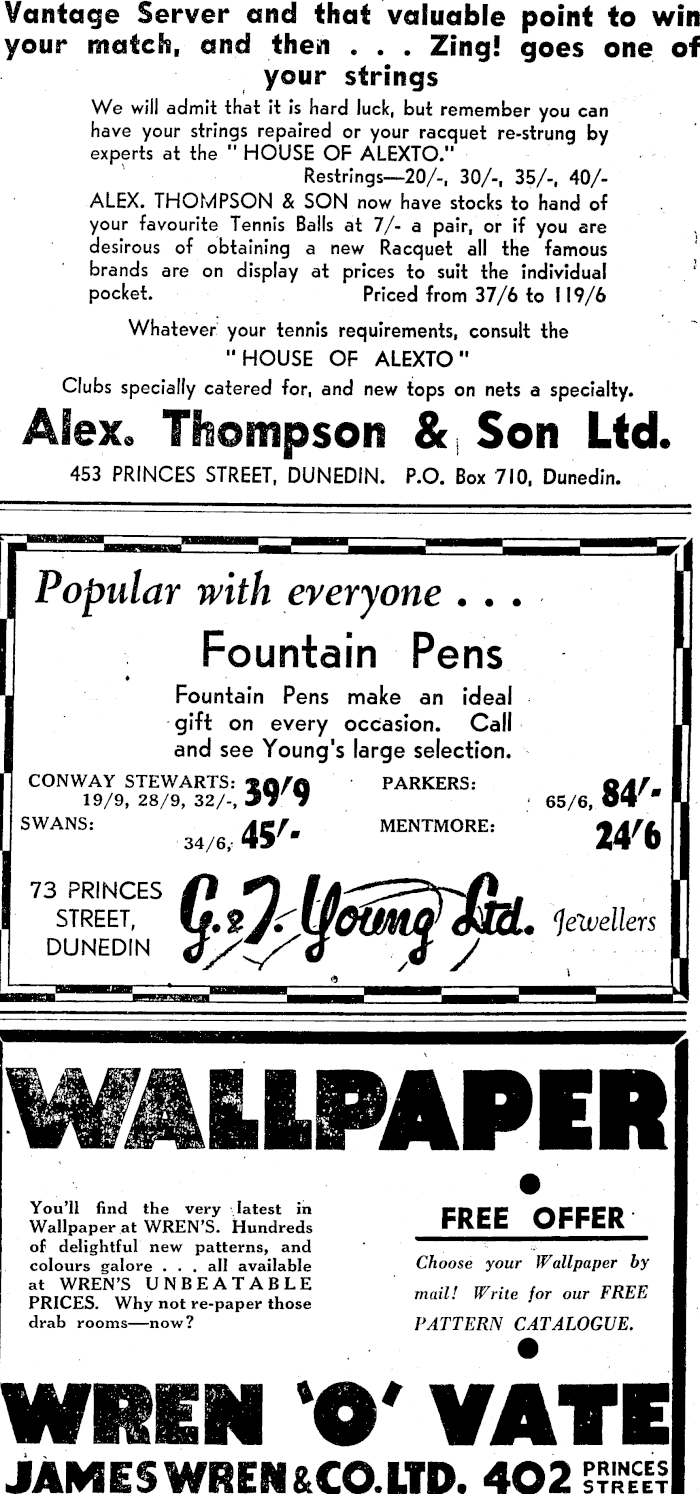 Vantage Server and that valuable point to win
your match, and then . . . Zing! goes one of
your strings
We will admit that it is hard luck, but remember you can
have your strings repaired or your racquet re-strung by
experts at the "HOUSE OF ALEXTO."
Restrings—20/-, 30/-, 35/-, 40/-
ALEX. THOMPSON & SON now have stocks to hand of
your favourite Tennis Balls at 7/- a pair, or if you are
desirous of obtaining a new Racquet all the famous
brands are on display at prices to suit the individual
pocket. Priced from 37/6 to 119/6
Whatever your tennis requirements, consult the
"HOUSE OF ALEXTO"
Clubs specially catered for, and new tops on nets a specialty.
Alex. Thompson & Son Ltd.
453 PRINCES STREET, DUNEDIN. P.O. Box 710, Dunedin.
Popular with everyone . . .
Fountain Pens
Fountain Pens make an ideal
gift on every occasion. Call
and see Young's large selection.
CONWAY STEWARTS:
19/9, 28/9, 32/-, 39/9
PARKERS:
65/6, 84/-
SWANS:
34/6, 45/-
MENTMORE:
24/6
73 PRINCES
STREET,
DUNEDIN
G. & T. Young Ltd. Jewellers
WALLPAPER
You'll find the very latest in
Wallpaper at WREN'S. Hundreds
of delightful new patterns, and
colours galore . . . all available
at WREN'S UNBEATABLE
PRICES. Why not re-paper those
drab rooms—now?
FREE OFFER
Choose your Wallpaper by
mail! Write for our FREE
PATTERN CATALOGUE.
WREN 'O' VATE
JAMES WREN & CO. LTD. 402 PRINCES
STREET